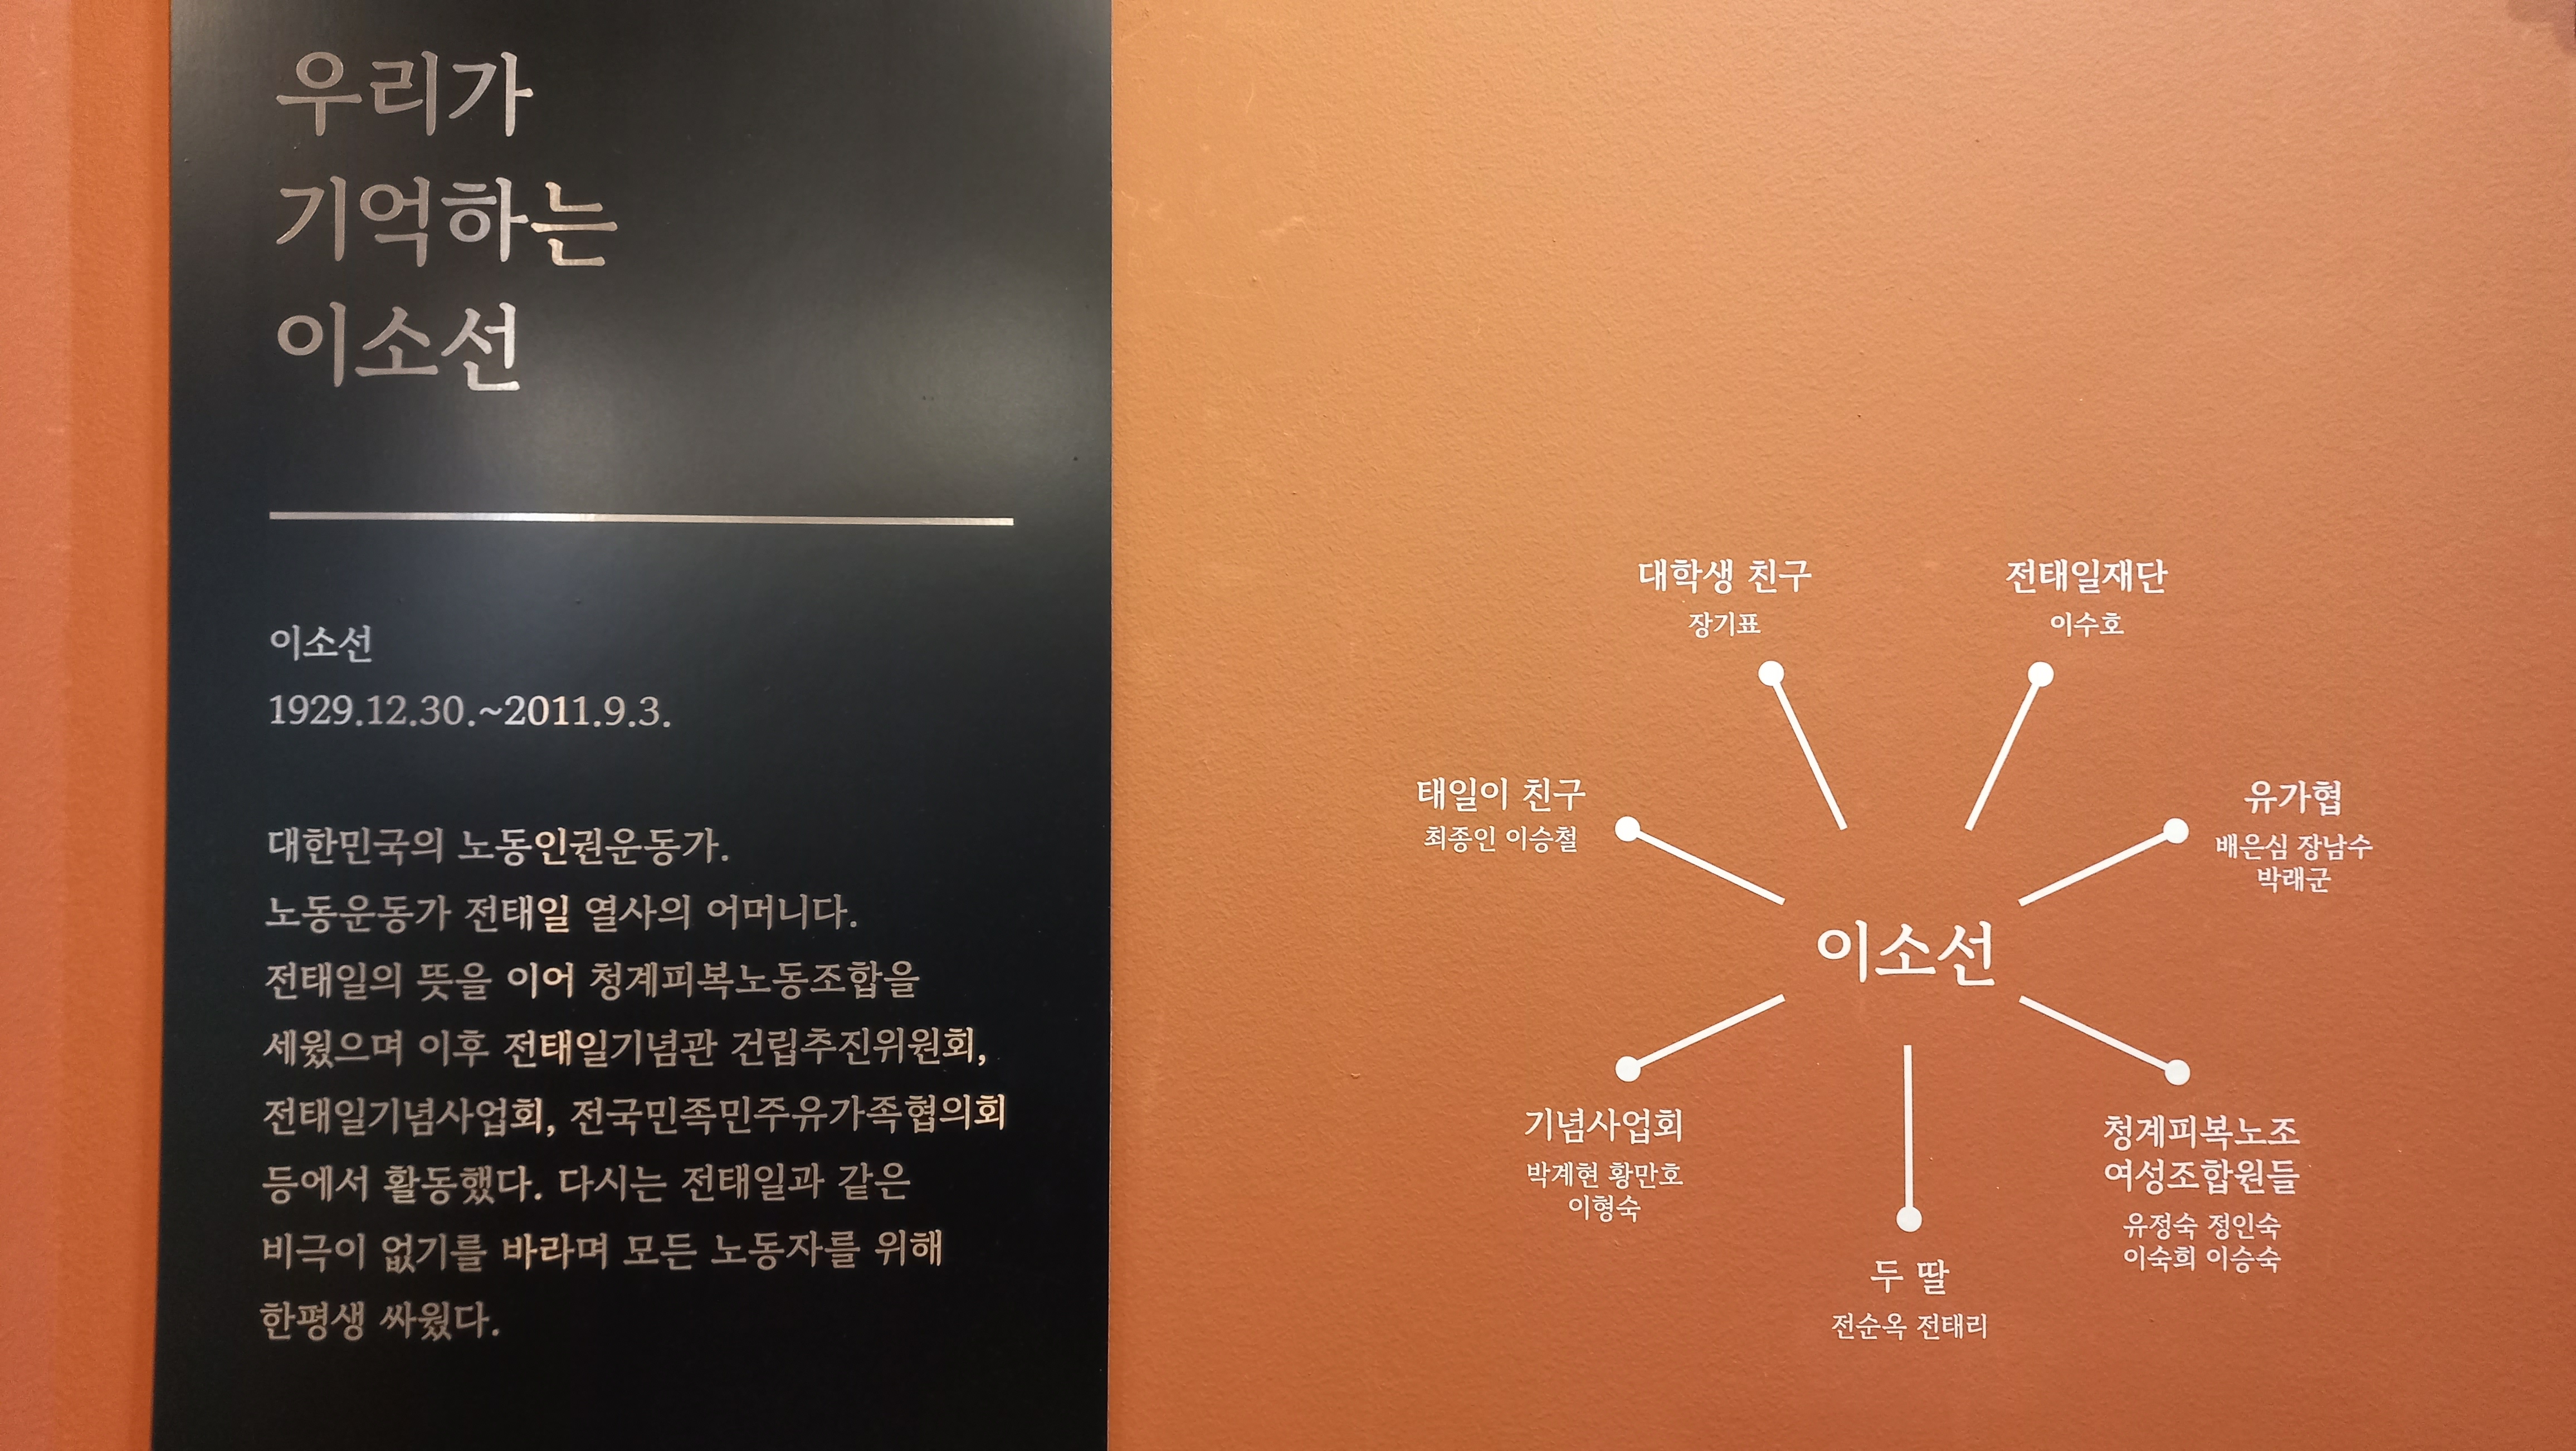 우리가
기억하는
이소선
이소선
1929.12.30.~2011.9.3.
대한민국의 노동인권운동가.
노동운동가 전태일 열사의 어머니다.
전태일의 뜻을 이어 청계피복노동조합을
세웠으며 이후 전태일기념관 건립추진위원회,
전태일기념사업회, 전국민족민주유가족협의회
등에서 활동했다. 다시는 전태일과 같은
비극이 없기를 바라며 모든 노동자를 위해
한평생 싸웠다.
대학생 친구
장기표
전태일재단
이수호
태일이 친구
최종인 이승철
유가협
배은심 장남수
박래군
이소선
기념사업회
박계현 황만호
이형숙
청계피복노조
여성조합원들
유정숙 정인숙
이숙희 이승숙
두 딸
전순옥 전태리